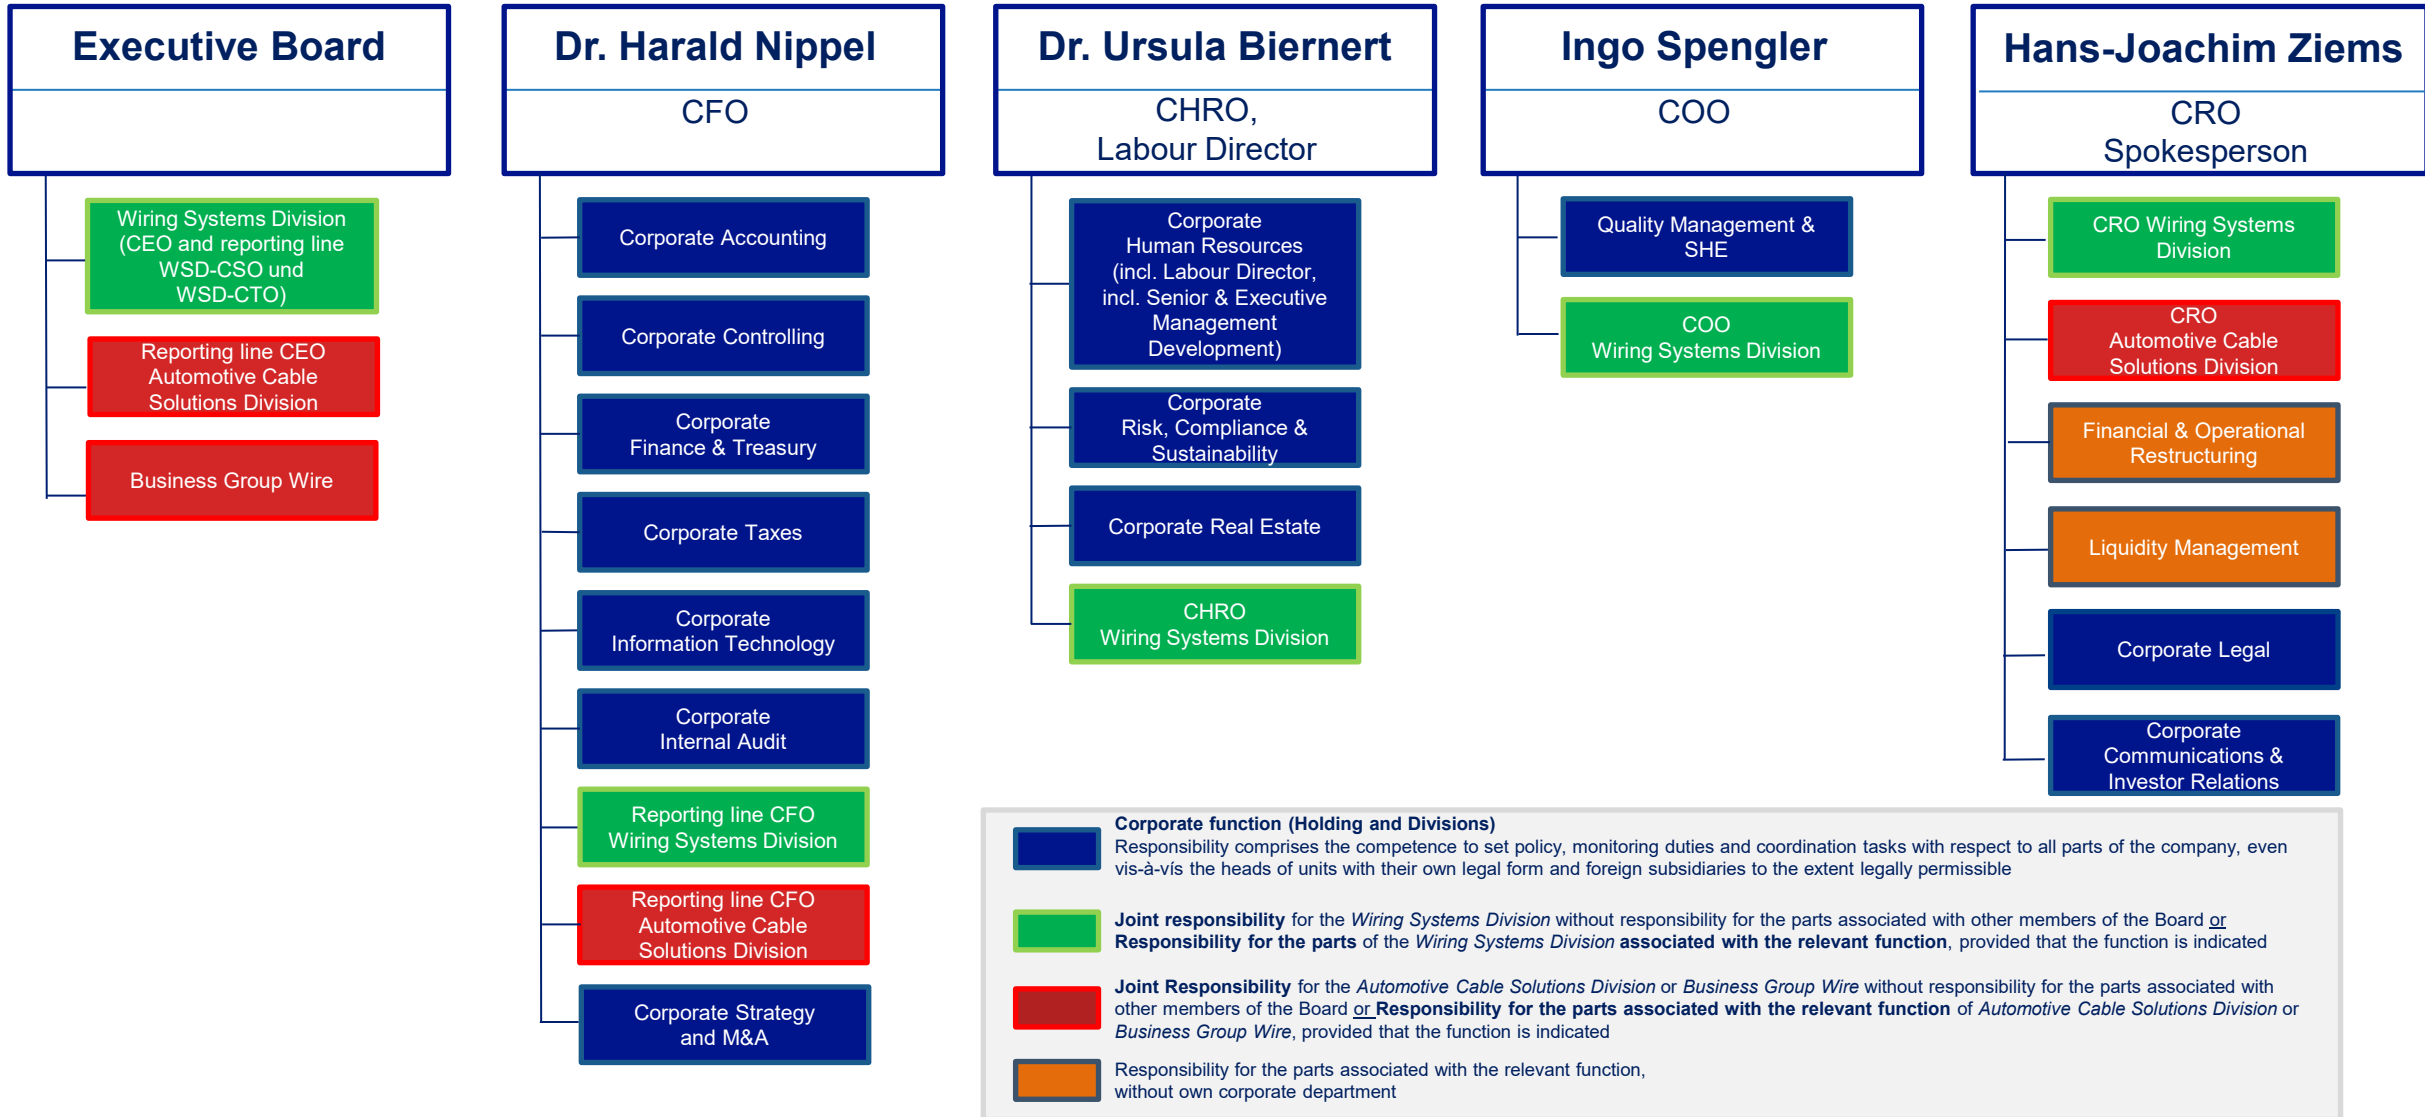 Executive Board
Wiring Systems Division
(CEO and reporting line
WSD-CSO und
WSD-CTO)
Reporting line CEO
Automotive Cable
Solutions Division
Business Group Wire
Dr. Harald Nippel
CFO
Corporate Accounting
Corporate Controlling
Corporate
Finance & Treasury
Corporate Taxes
Corporate
Information Technology
Corporate
Internal Audit
Reporting line CFO
Wiring Systems Division
Reporting line CFO
Automotive Cable
Solutions Division
Corporate Strategy
and M&A
Dr. Ursula Biernert
CHRO,
Labour Director
Corporate
Human Resources
(incl. Labour Director,
incl. Senior & Executive
Management
Development)
Corporate
Risk, Compliance &
Sustainability
Corporate Real Estate
CHRO
Wiring Systems Division
Ingo Spengler
COO
Quality Management &
SHE
COO
Wiring Systems Division
Hans-Joachim Ziems
CRO
Spokesperson
CRO Wiring Systems
Division
CRO
Automotive Cable
Solutions Division
Financial & Operational
Restructuring
Liquidity Management
Corporate Legal
Corporate
Communications &
Investor Relations
Corporate function (Holding and Divisions)
Responsibility comprises the competence to set policy, monitoring duties and coordination tasks with respect to all parts of the company, even
vis-à-vís the heads of units with their own legal form and foreign subsidiaries to the extent legally permissible
Joint responsibility for the Wiring Systems Division without responsibility for the parts associated with other members of the Board or
Responsibility for the parts of the Wiring Systems Division associated with the relevant function, provided that the function is indicated
Joint Responsibility for the Automotive Cable Solutions Division or Business Group Wire without responsibility for the parts associated with
other members of the Board or Responsibility for the parts associated with the relevant function of Automotive Cable Solutions Division or
Business Group Wire, provided that the function is indicated
Responsibility for the parts associated with the relevant function,
without own corporate department